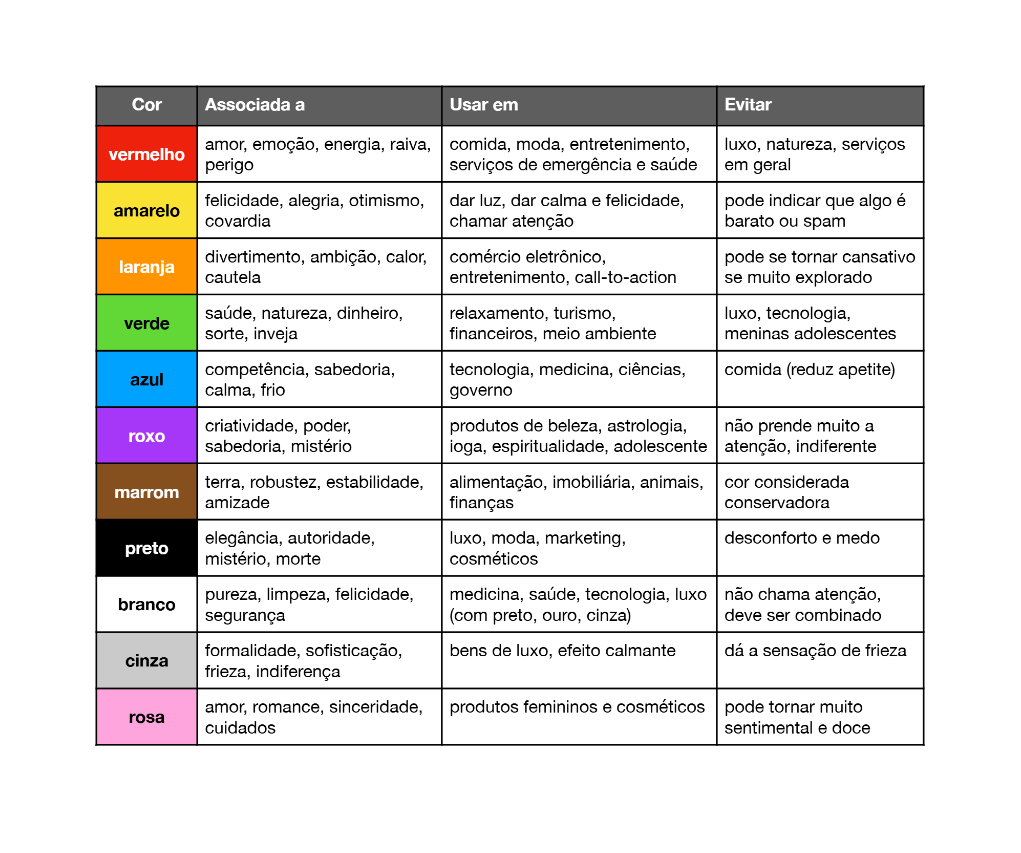 Cor
Associada a
Usar em
Evitar
vermelho
amor, emoção, energia, raiva,
perigo
comida, moda, entretenimento,
serviços de emergência e saúde
luxo, natureza, serviços
em geral
amarelo
felicidade, alegria, otimismo,
covardia
dar luz, dar calma e felicidade,
chamar atenção
pode indicar que algo é
barato ou spam
laranja
divertimento, ambição, calor,
cautela
comércio eletrônico,
entretenimento, call-to-action
pode se tornar cansativo
se muito explorado
verde
saúde, natureza, dinheiro,
sorte, inveja
relaxamento, turismo,
financeiros, meio ambiente
luxo, tecnologia,
meninas adolescentes
azul
competência, sabedoria,
calma, frio
tecnologia, medicina, ciências,
governo
comida (reduz apetite)
roxo
criatividade, poder,
sabedoria, mistério
produtos de beleza, astrologia,
ioga, espiritualidade, adolescente
não prende muito a
atenção, indiferente
marrom
terra, robustez, estabilidade,
amizade
alimentação, imobiliária, animais,
finanças
cor considerada
conservadora
preto
elegância, autoridade,
mistério, morte
luxo, moda, marketing,
cosméticos
desconforto e medo
branco
pureza, limpeza, felicidade,
segurança
medicina, saúde, tecnologia, luxo
(com preto, ouro, cinza)
não chama atenção,
deve ser combinado
cinza
formalidade, sofisticação,
frieza, indiferença
bens de luxo, efeito calmante
dá a sensação de frieza
rosa
amor, romance, sinceridade,
cuidados
produtos femininos e cosméticos
pode tornar muito
sentimental e doce